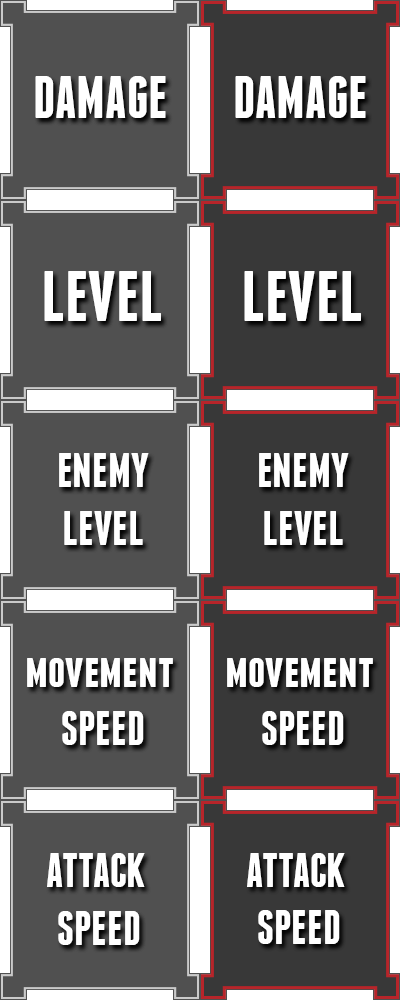 DAMAGE DAMAGE
LEVEL LEVEL
ENEMY ENEMY
LEVEL LEVEL
MOVEMENT MOVEMENT
SPEED SPEED
ATTACK ATTACK
SPEED SPEED